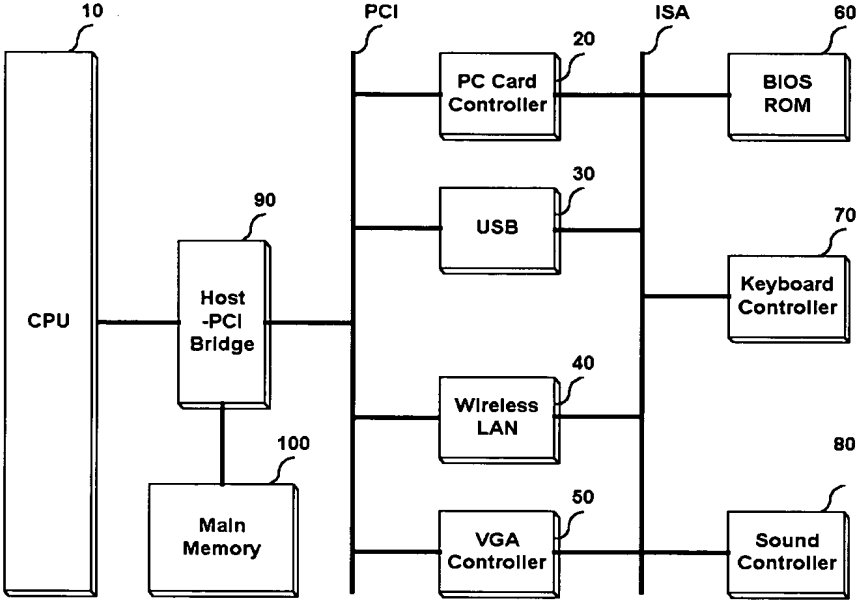 10
PCI
20
ISA
60
PC Card
Controller
BIOS
ROM
90
30
70
CPU
Host
-PCI
Bridge
USB
Keyboard
Controller
40
Wireless
LAN
100
Main
Memory
50
VGA
Controller
80
Sound
Controller